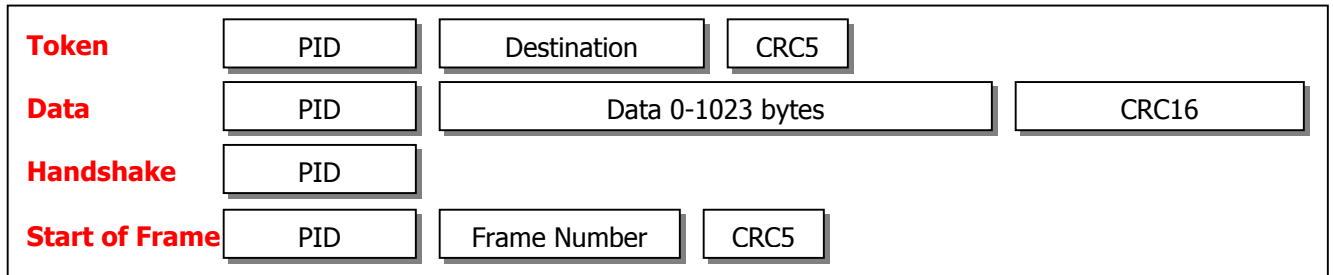 Token PID Destination CRC5
Data PID Data 0-1023 bytes CRC16
Handshake PID
Start of Frame PID Frame Number CRC5